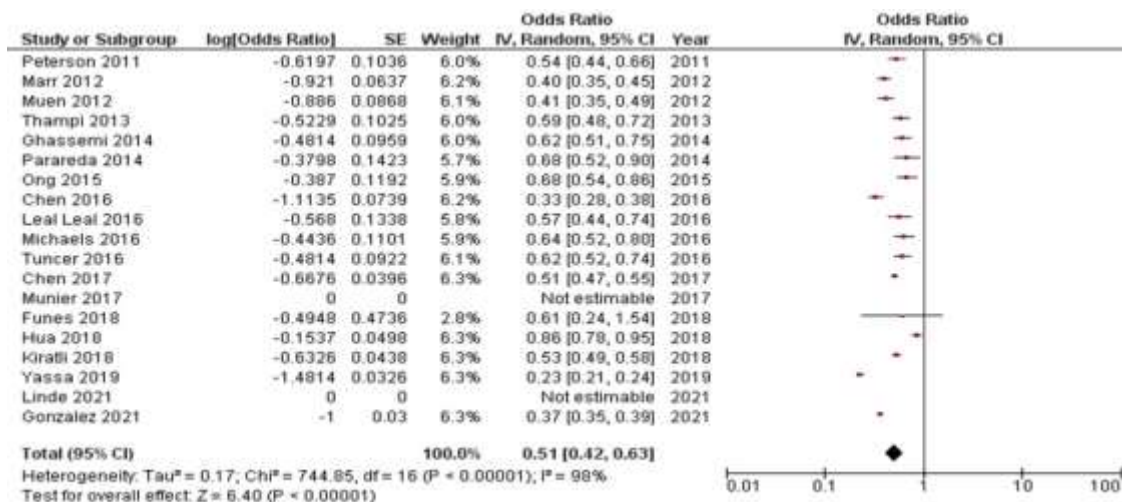 Odds Ratio Odds Ratio
Study or Subgroup log[Odds Ratio] SE Weight IV, Random, 95% CI Year IV, Random, 95% CI
Peterson 2011 -0.6197 0.1036 6.0% 0.54 [0.44, 0.66] 2011
Marr 2012 -0.921 0.0637 6.2% 0.40 [0.35, 0.45] 2012
Muen 2012 -0.886 0.0868 6.1% 0.41 [0.35, 0.49] 2012
Thampi 2013 -0.5229 0.1025 6.0% 0.59 [0.48, 0.72] 2013
Ghassemi 2014 -0.4814 0.0959 6.0% 0.62 [0.51, 0.75] 2014
Parareda 2014 -0.3798 0.1423 5.7% 0.68 [0.52, 0.90] 2014
Ong 2015 -0.387 0.1192 5.9% 0.68 [0.54, 0.86] 2015
Chen 2016 -1.1135 0.0739 6.2% 0.33 [0.28, 0.38] 2016
Leal Leal 2016 -0.568 0.1338 5.8% 0.57 [0.44, 0.74] 2016
Michaels 2016 -0.4436 0.1101 5.9% 0.64 [0.52, 0.80] 2016
Tuncer 2016 -0.4814 0.0922 6.1% 0.62 [0.52, 0.74] 2016
Chen 2017 -0.6676 0.0396 6.3% 0.51 [0.47, 0.55] 2017
Munier 2017 0 0 Not estimable 2017
Funes 2018 -0.4948 0.4736 2.8% 0.61 [0.24, 1.54] 2018
Hua 2018 -0.1537 0.0498 6.3% 0.86 [0.78, 0.95] 2018
Kiratli 2018 -0.6326 0.0438 6.3% 0.53 [0.49, 0.58] 2018
Yassa 2019 -1.4814 0.0326 6.3% 0.23 [0.21, 0.24] 2019
Linde 2021 0 0 Not estimable 2021
Gonzalez 2021 -1 0.03 6.3% 0.37 [0.35, 0.39] 2021
Total (95% CI) 100.0% 0.51 [0.42, 0.63]
Heterogeneity: Tau² = 0.17; Chi² = 744.85, df = 16 (P < 0.00001); I² = 98%
Test for overall effect: Z = 6.40 (P < 0.00001)
0.01 0.1 1 10 100